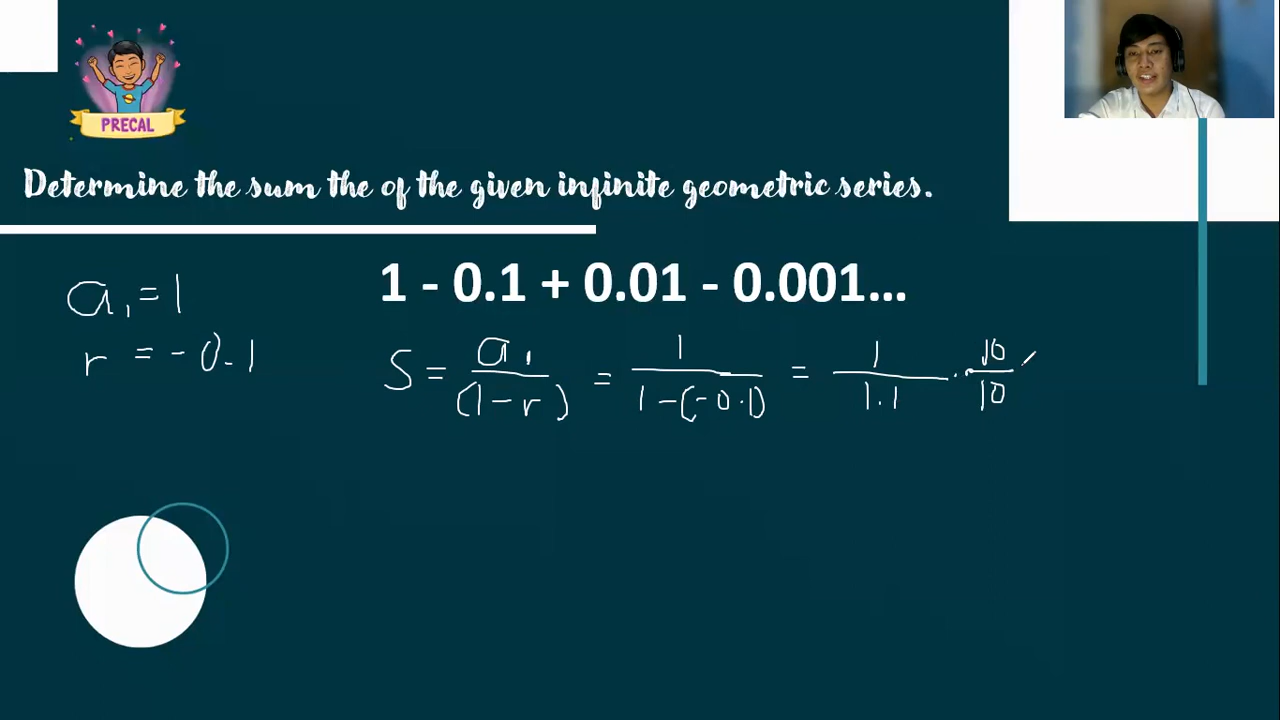 PRECAL
Determine the sum the of the given infinite geometric series.
1 - 0.1 + 0.01 - 0.001...
a₁ = 1
r = -0.1
S = a₁/(1-r) = 1/1-(-0.1) = 1/1.1 · 10/10